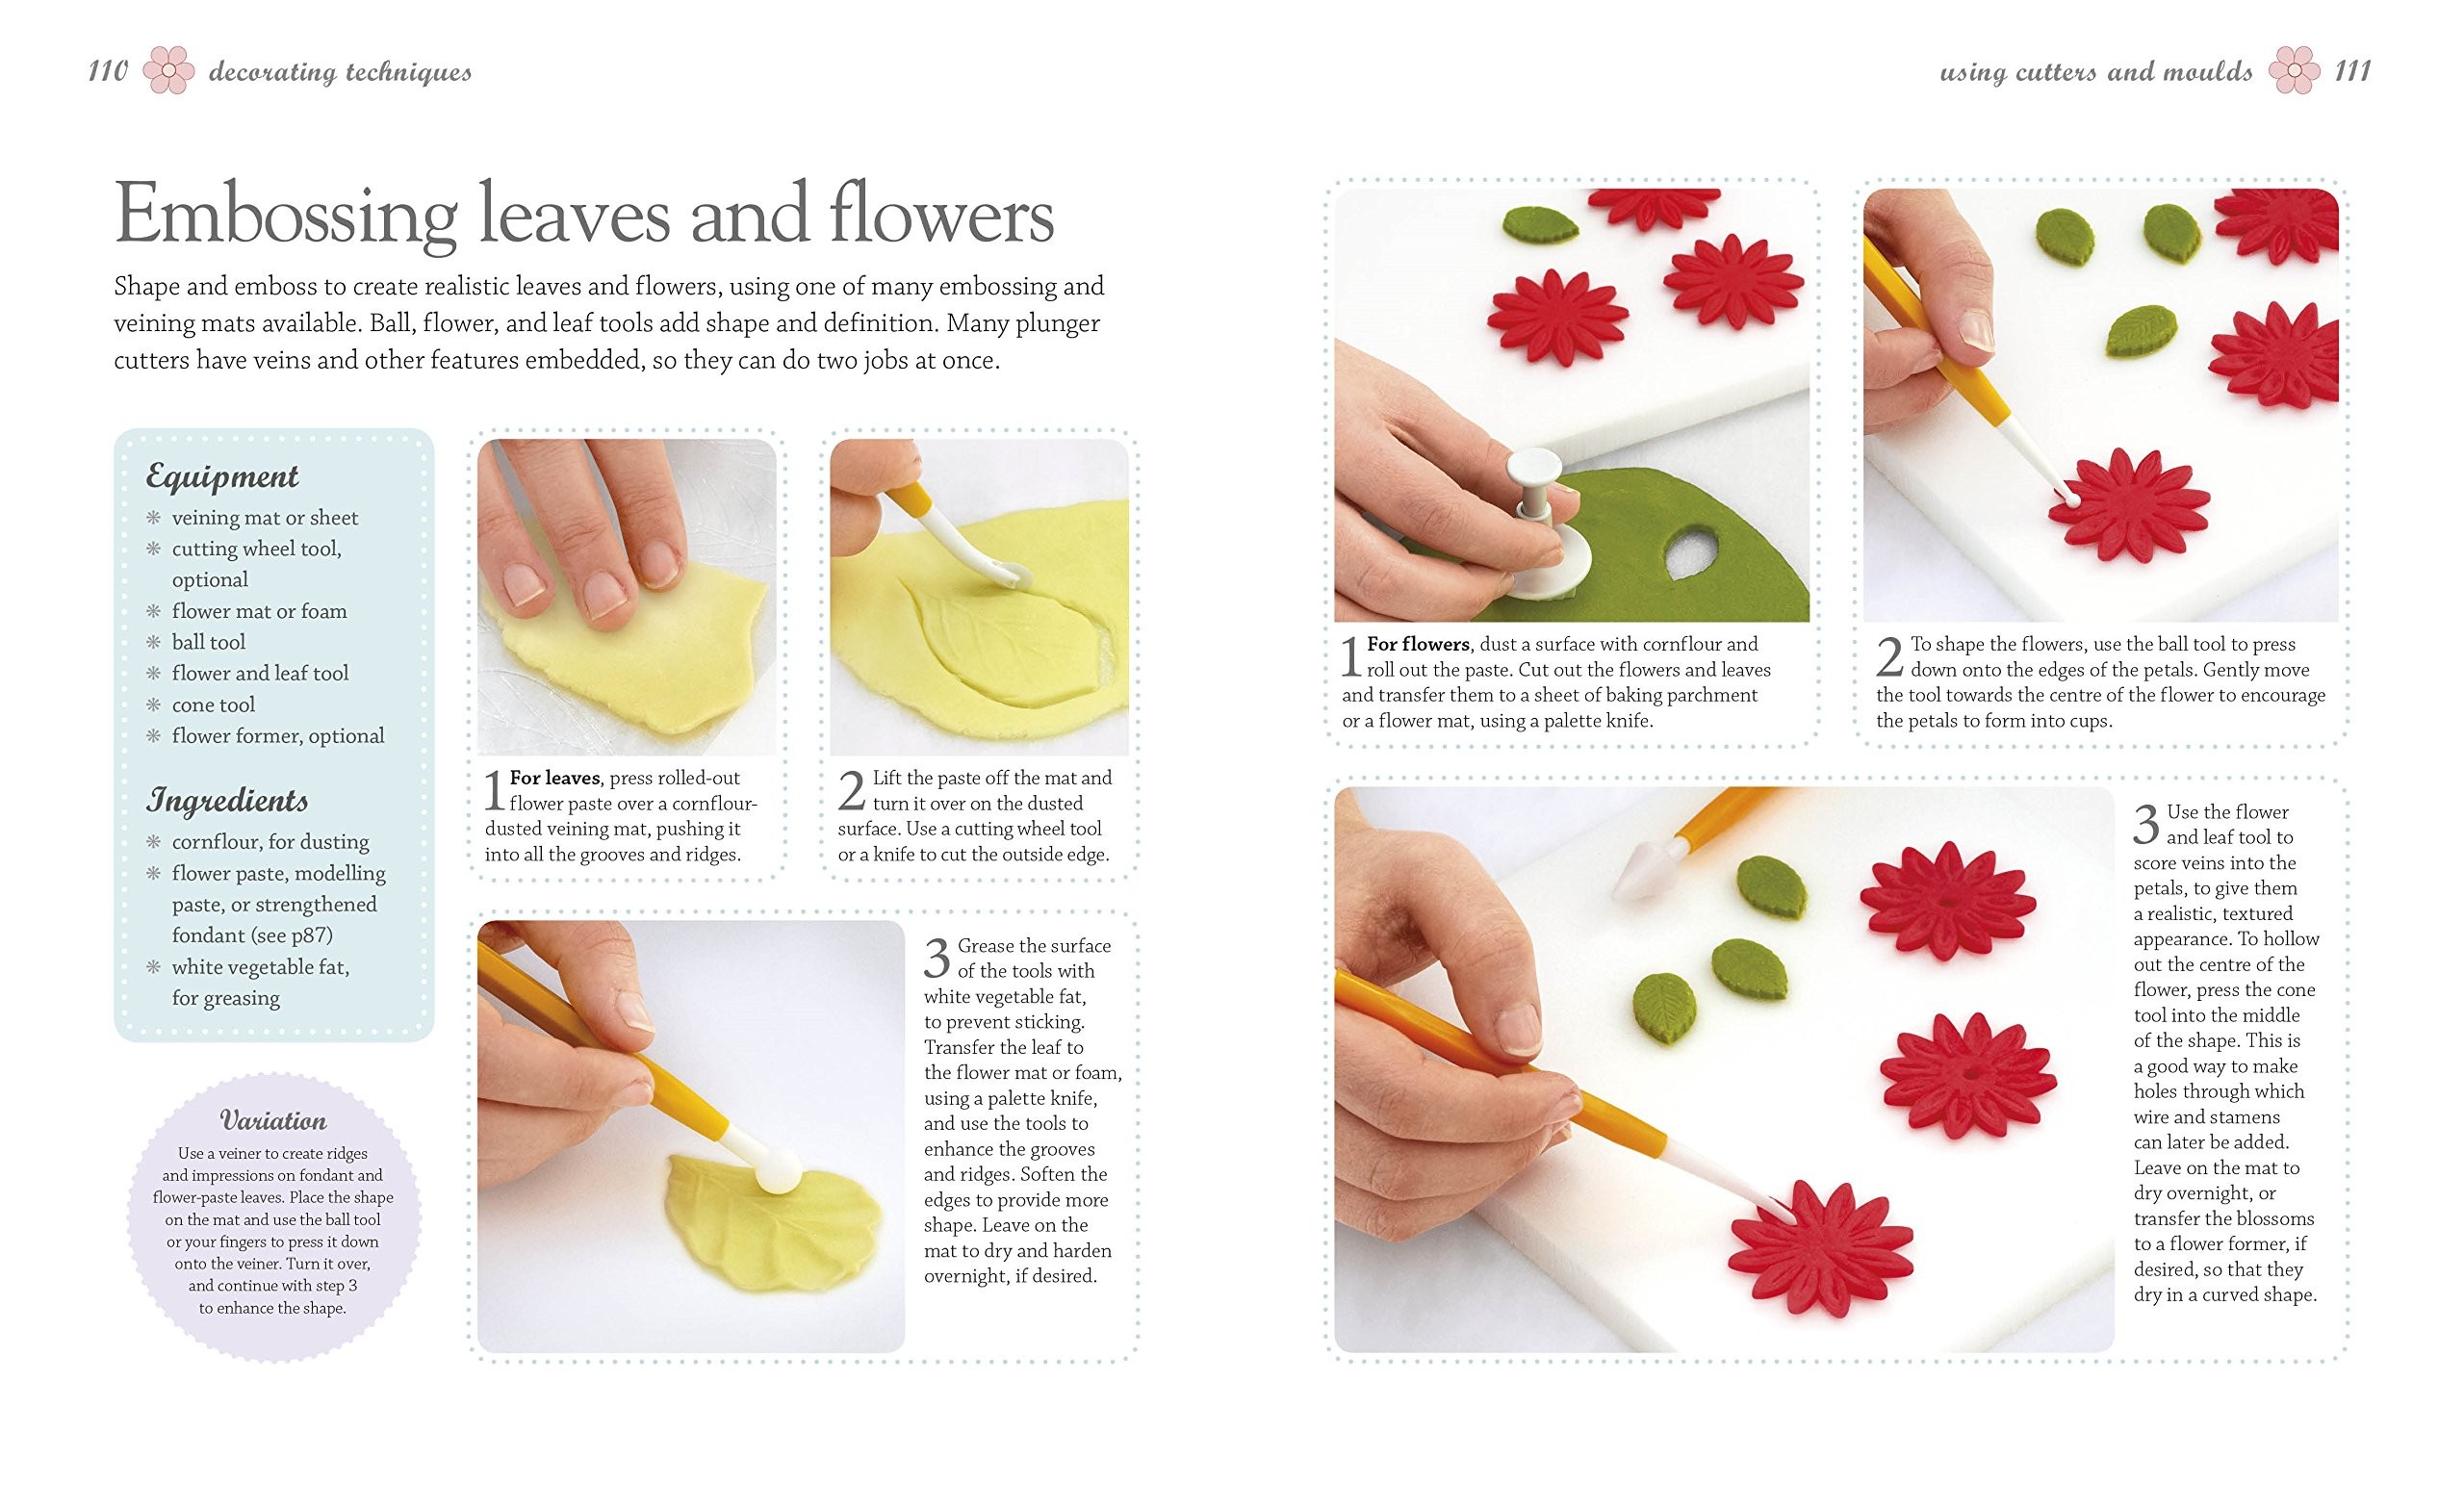 110 decorating techniques
Embossing leaves and flowers
Shape and emboss to create realistic leaves and flowers, using one of many embossing and
veining mats available. Ball, flower, and leaf tools add shape and definition. Many plunger
cutters have veins and other features embedded, so they can do two jobs at once.
Equipment
veining mat or sheet
cutting wheel tool,
optional
flower mat or foam
ball tool
flower and leaf tool
cone tool
flower former, optional
Ingredients
cornflour, for dusting
flower paste, modelling
paste, or strengthened
fondant (see p87)
white vegetable fat,
for greasing
Variation
Use a veiner to create ridges
and impressions on fondant and
flower-paste leaves. Place the shape
on the mat and use the ball tool
or your fingers to press it down
onto the veiner. Turn it over,
and continue with step 3
to enhance the shape.
1 For leaves, press rolled-out
flower paste over a cornflour-
dusted veining mat, pushing it
into all the grooves and ridges.
2 Lift the paste off the mat and
turn it over on the dusted
surface. Use a cutting wheel tool
or a knife to cut the outside edge.
3 Grease the surface
of the tools with
white vegetable fat,
to prevent sticking.
Transfer the leaf to
the flower mat or foam,
using a palette knife,
and use the tools to
enhance the grooves
and ridges. Soften the
edges to provide more
shape. Leave on the
mat to dry and harden
overnight, if desired.
using cutters and moulds 111
1 For flowers, dust a surface with cornflour and
roll out the paste. Cut out the flowers and leaves
and transfer them to a sheet of baking parchment
or a flower mat, using a palette knife.
2 To shape the flowers, use the ball tool to press
down onto the edges of the petals. Gently move
the tool towards the centre of the flower to encourage
the petals to form into cups.
3 Use the flower
and leaf tool to
score veins into the
petals, to give them
a realistic, textured
appearance. To hollow
out the centre of the
flower, press the cone
tool into the middle
of the shape. This is
a good way to make
holes through which
wire and stamens
can later be added.
Leave on the mat to
dry overnight, or
transfer the blossoms
to a flower former, if
desired, so that they
dry in a curved shape.